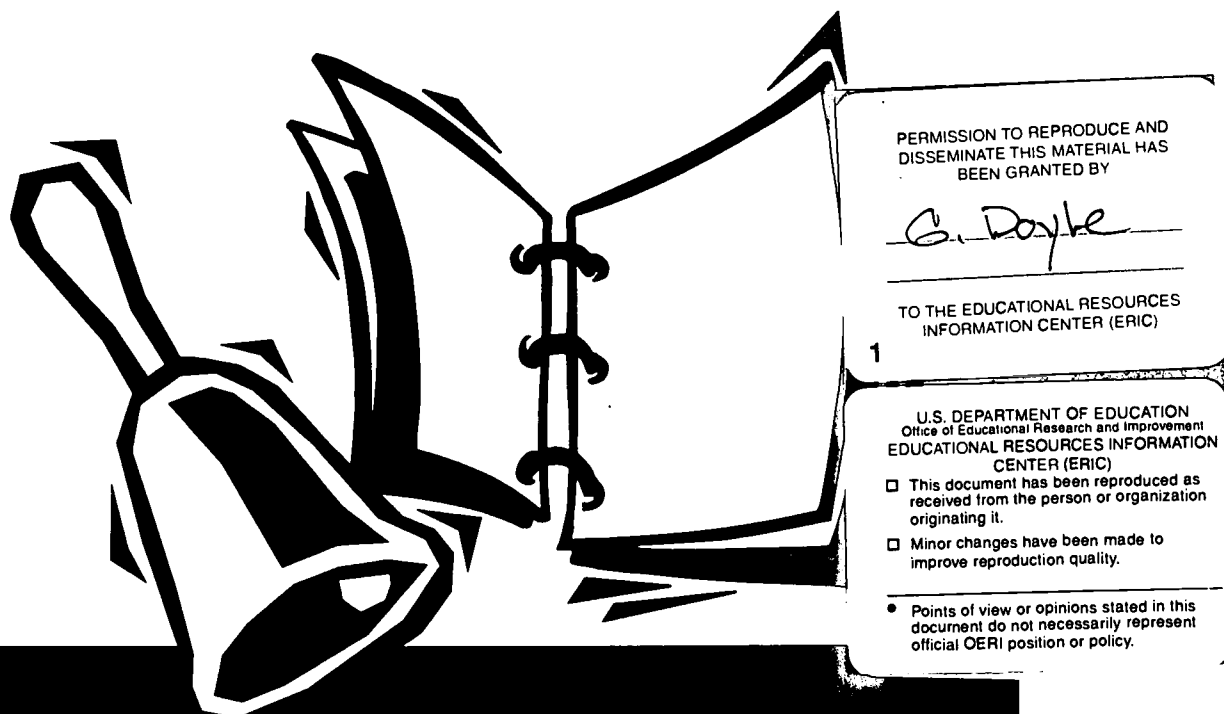 PERMISSION TO REPRODUCE AND
DISSEMINATE THIS MATERIAL HAS
BEEN GRANTED BY
G. Doyle
TO THE EDUCATIONAL RESOURCES
INFORMATION CENTER (ERIC)
1
U.S. DEPARTMENT OF EDUCATION
Office of Educational Research and Improvement
EDUCATIONAL RESOURCES INFORMATION
CENTER (ERIC)
□ This document has been reproduced as
received from the person or organization
originating it.
□ Minor changes have been made to
improve reproduction quality.
● Points of view or opinions stated in this
document do not necessarily represent
official OERI position or policy.